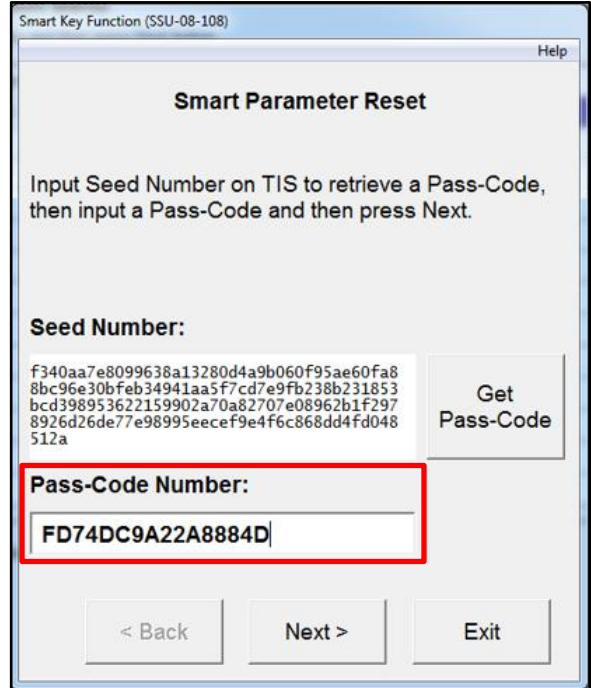 Smart Key Function (SSU-08-108)
Help
Smart Parameter Reset
Input Seed Number on TIS to retrieve a Pass-Code,
then input a Pass-Code and then press Next.
Seed Number:
f340aa7e8099638a13280d4a9b060f95ae60fa8
8bc96e30bfeb34941aa5f7cd7e9fb238b231853
bcd398953622159902a70a82707e08962b1f297
8926d26de77e98995eecef9e4f6c868dd4fd048
512a
Get
Pass-Code
Pass-Code Number:
FD74DC9A22A8884D
< Back
Next >
Exit